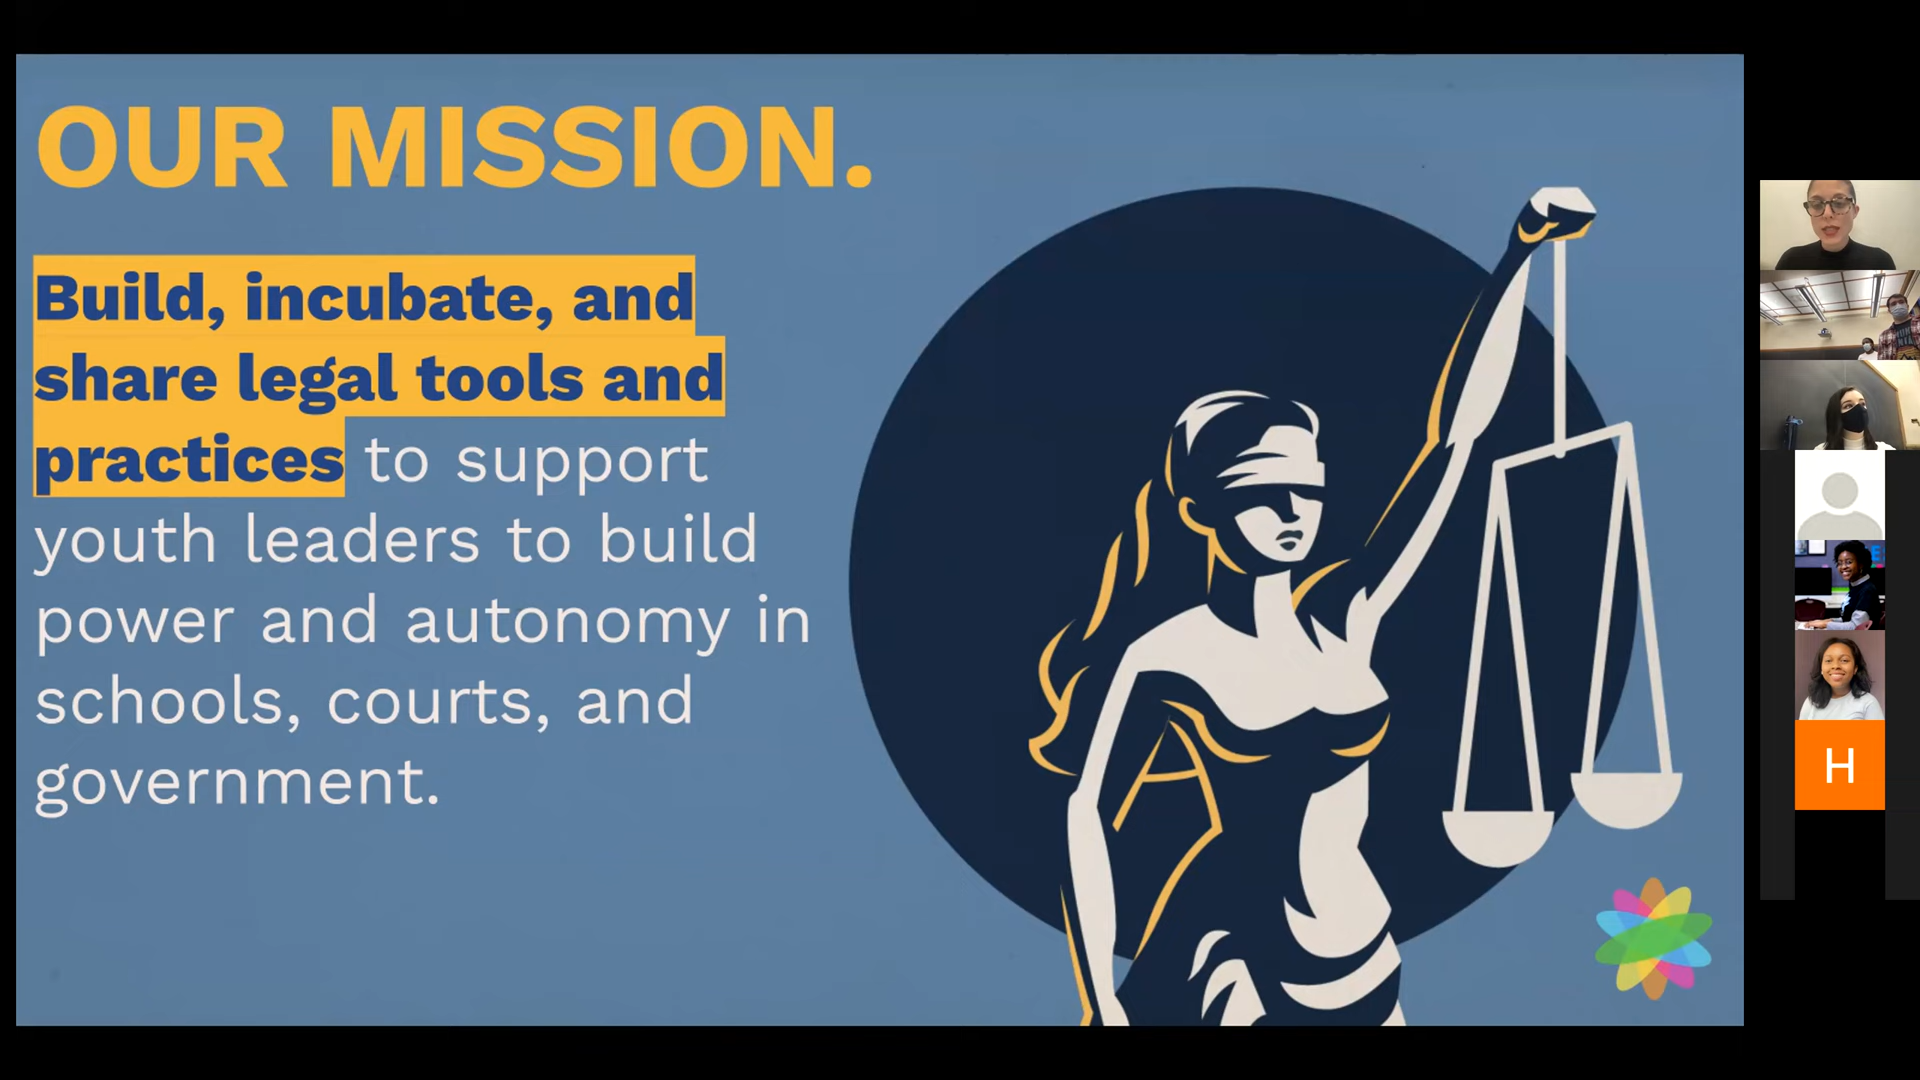 OUR MISSION.
Build, incubate, and
share legal tools and
practices to support
youth leaders to build
power and autonomy in
schools, courts, and
government.
H